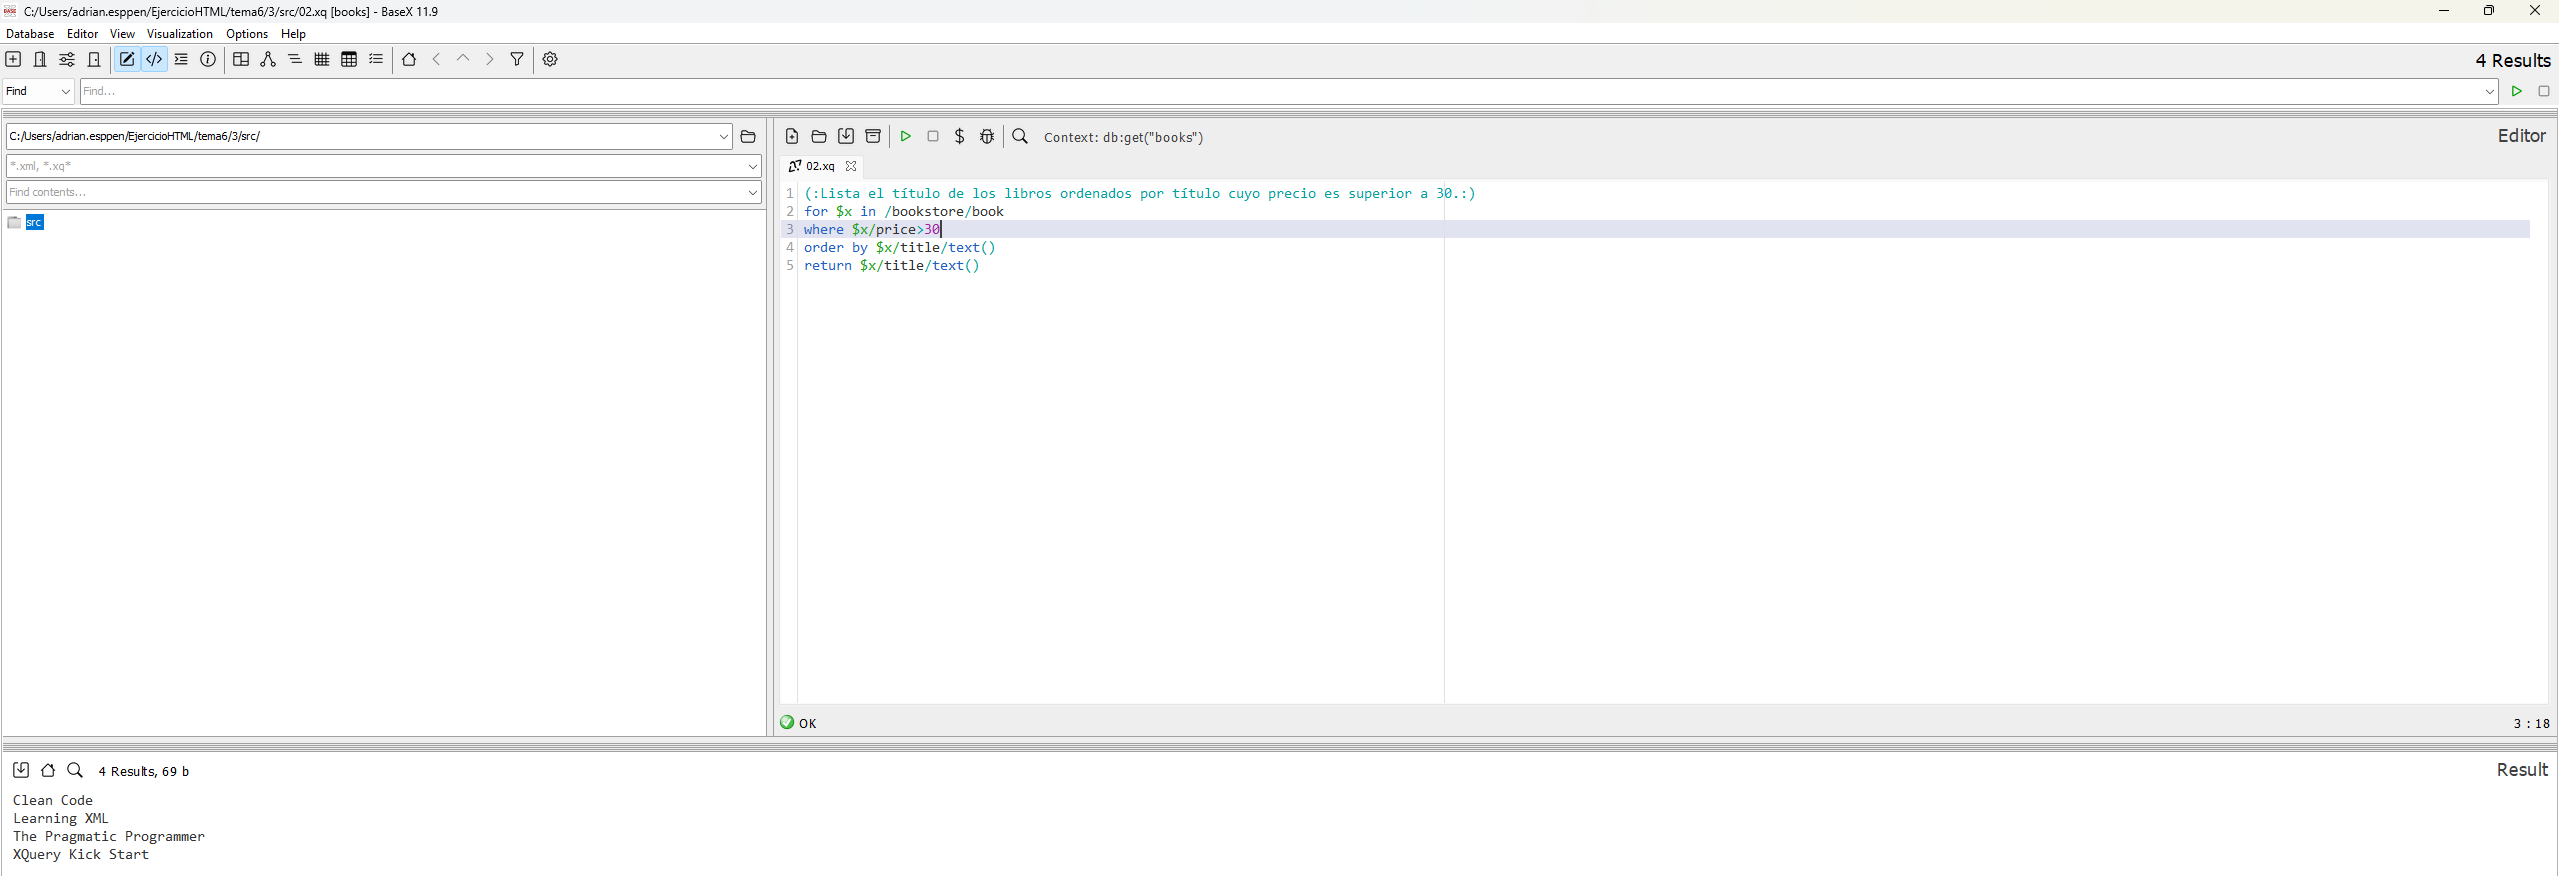 C:/Users/adrian.esppen/EjercicioHTML/tema6/3/src/02.xq [books] - BaseX 11.9
Database Editor View Visualization Options Help
4 Results
Find Find...
C:/Users/adrian.esppen/EjercicioHTML/tema6/3/src/
*.xml, *.xq*
Find contents...
src
Context: db:get("books")
Editor
02.xq
1 (:Lista el título de los libros ordenados por título cuyo precio es superior a 30.:)
2 for $x in /bookstore/book
3 where $x/price>30
4 order by $x/title/text()
5 return $x/title/text()
OK
3 : 18
4 Results, 69 b
Result
Clean Code
Learning XML
The Pragmatic Programmer
XQuery Kick Start